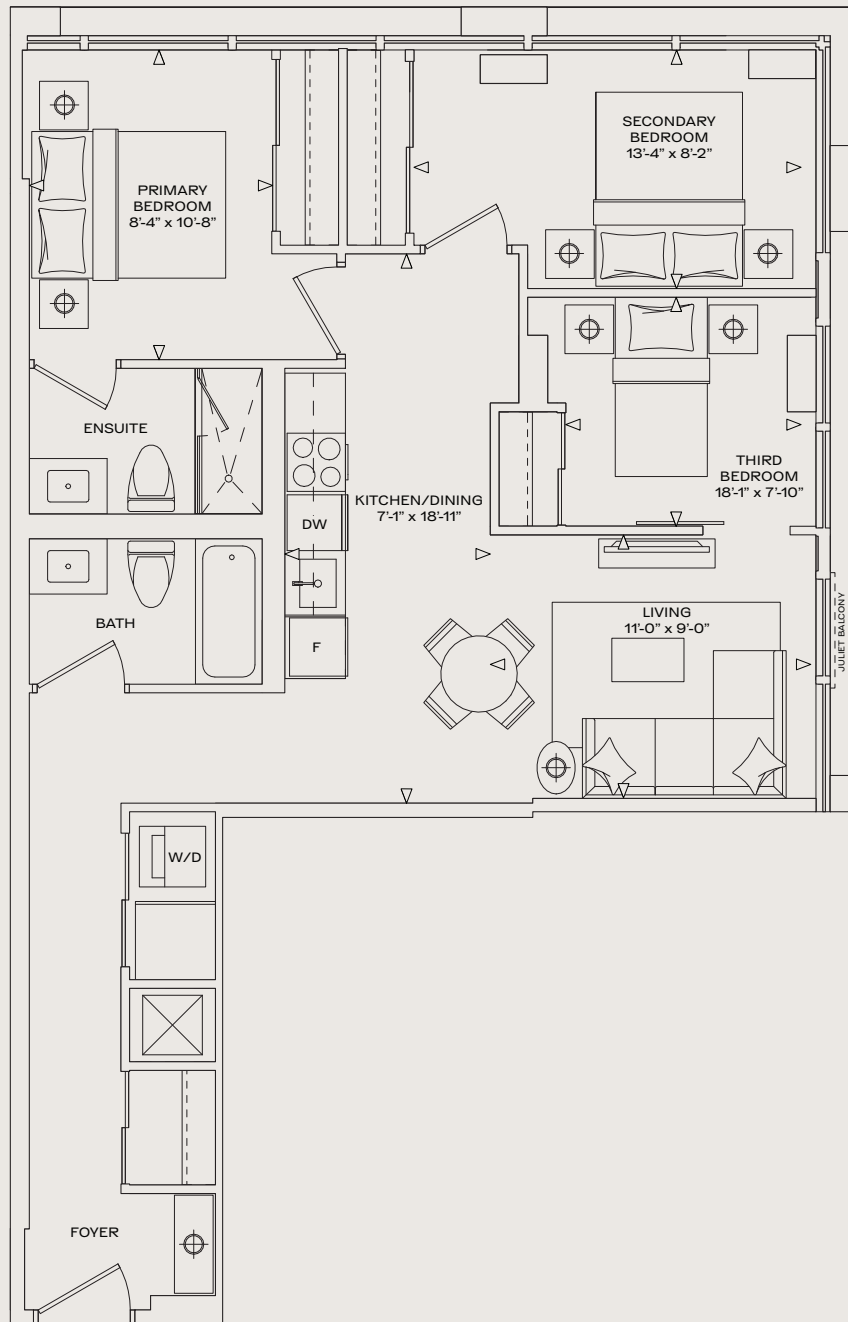 SECONDARY
BEDROOM
13'-4" x 8'-2"
PRIMARY
BEDROOM
8'-4" x 10'-8"
ENSUITE
THIRD
BEDROOM
18'-1" x 7'-10"
KITCHEN/DINING
7'-1" x 18'-11"
DW
BATH
F
LIVING
11'-0" x 9'-0"
JULIET BALCONY
W/D
FOYER